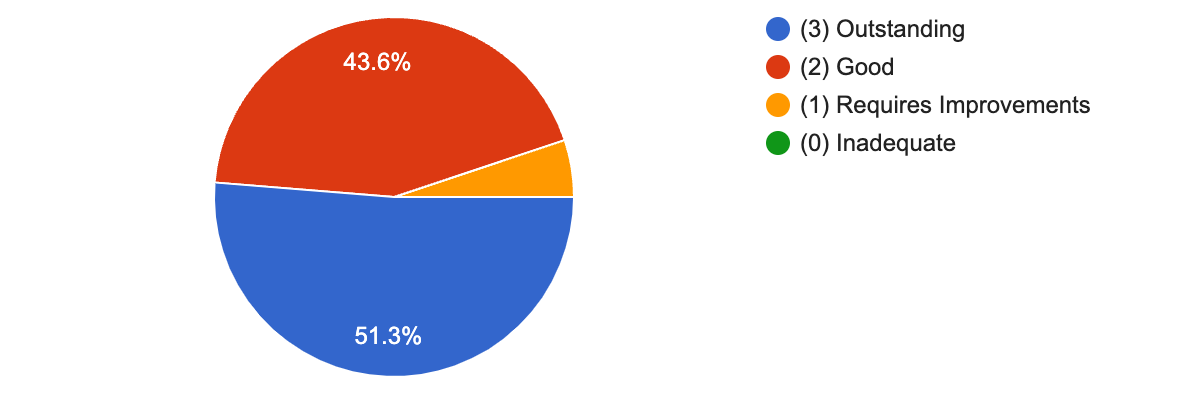 43.6%
51.3%
(3) Outstanding
(2) Good
(1) Requires Improvements
(0) Inadequate